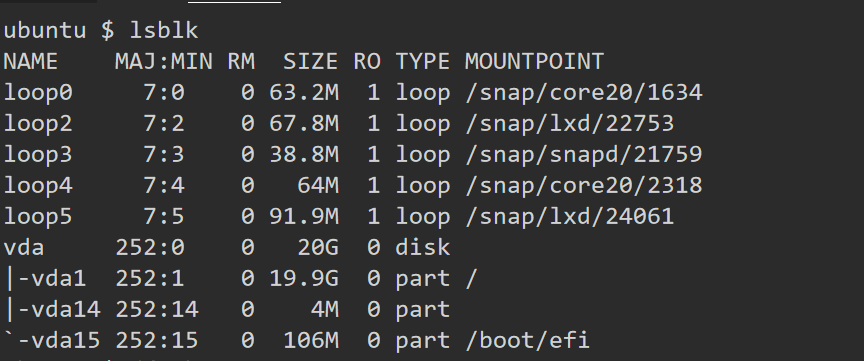 ubuntu $ lsblk
NAME    MAJ:MIN RM  SIZE RO TYPE MOUNTPOINT
loop0     7:0    0 63.2M  1 loop /snap/core20/1634
loop2     7:2    0 67.8M  1 loop /snap/lxd/22753
loop3     7:3    0 38.8M  1 loop /snap/snapd/21759
loop4     7:4    0   64M  1 loop /snap/core20/2318
loop5     7:5    0 91.9M  1 loop /snap/lxd/24061
vda     252:0    0   20G  0 disk
|-vda1  252:1    0 19.9G  0 part /
|-vda14 252:14   0    4M  0 part
`-vda15 252:15   0  106M  0 part /boot/efi